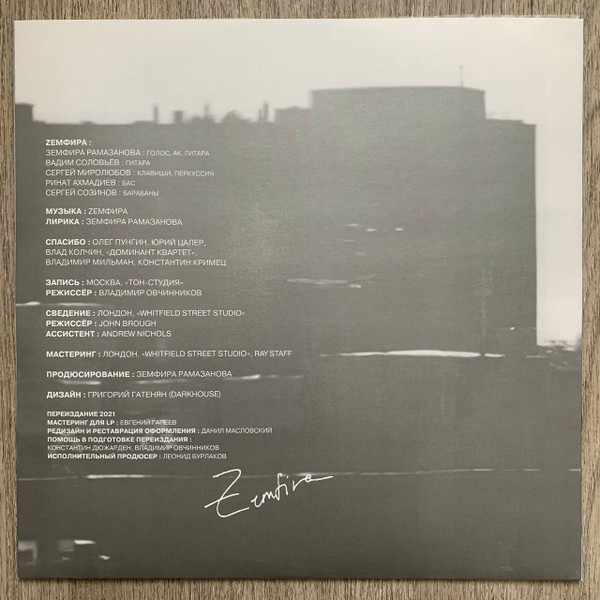 ZЕМФИРА :
ЗЕМФИРА РАМАЗАНОВА : ГОЛОС, АК. ГИТАРА
ВАДИМ СОЛОВЬЁВ : ГИТАРА
СЕРГЕЙ МИРОЛЮБОВ : КЛАВИШИ, ПЕРКУССИЯ
РИНАТ АХМАДИЕВ : БАС
СЕРГЕЙ СОЗИНОВ : БАРАБАНЫ
МУЗЫКА : ZЕМФИРА
ЛИРИКА : ЗЕМФИРА РАМАЗАНОВА
СПАСИБО : ОЛЕГ ПУНГИН, ЮРИЙ ЦАЛЕР,
ВЛАД КОЛЧИН, «ДОМИНАНТ КВАРТЕТ»,
ВЛАДИМИР МИЛЬМАН, КОНСТАНТИН КРИМЕЦ
ЗАПИСЬ : МОСКВА, «ТОН-СТУДИЯ»
РЕЖИССЁР : ВЛАДИМИР ОВЧИННИКОВ
СВЕДЕНИЕ : ЛОНДОН, «WHITFIELD STREET STUDIO»
РЕЖИССЁР : JOHN BROUGH
АССИСТЕНТ : ANDREW NICHOLS
МАСТЕРИНГ : ЛОНДОН, «WHITFIELD STREET STUDIO», RAY STAFF
ПРОДЮСИРОВАНИЕ : ЗЕМФИРА РАМАЗАНОВА
ДИЗАЙН : ГРИГОРИЙ ГАТЕНЯН (DARKHOUSE)
ПЕРЕИЗДАНИЕ 2021
МАСТЕРИНГ ДЛЯ LP : ЕВГЕНИЙ ГАПЕЕВ
РЕДИЗАЙН И РЕСТАВРАЦИЯ ОФОРМЛЕНИЯ : ДАНИЛ МАСЛОВСКИЙ
ПОМОЩЬ В ПОДГОТОВКЕ ПЕРЕИЗДАНИЯ :
КОНСТАНТИН ДЮЖАРДЕН, ВЛАДИМИР ОВЧИННИКОВ
ИСПОЛНИТЕЛЬНЫЙ ПРОДЮСЕР : ЛЕОНИД БУРЛАКОВ
Zemfira